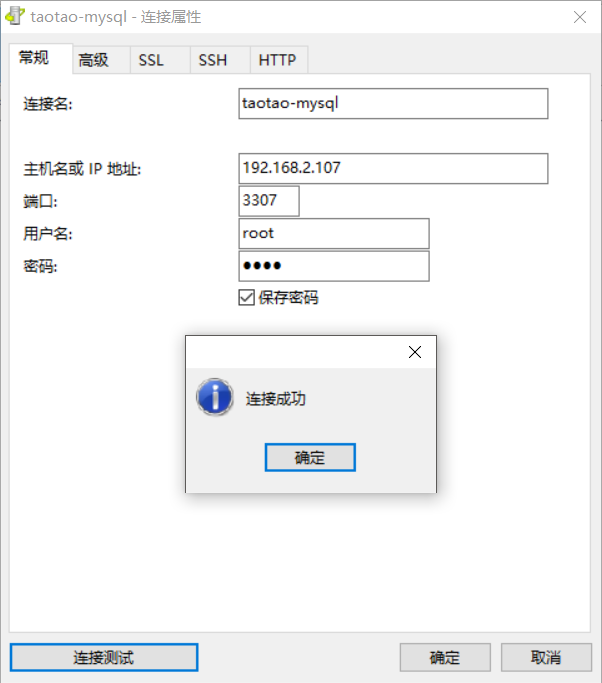 taotao-mysql - 连接属性
常规 高级 SSL SSH HTTP
连接名: taotao-mysql
主机名或 IP 地址: 192.168.2.107
端口: 3307
用户名: root
密码: ●●●●
保存密码
连接成功
确定
连接测试 确定 取消